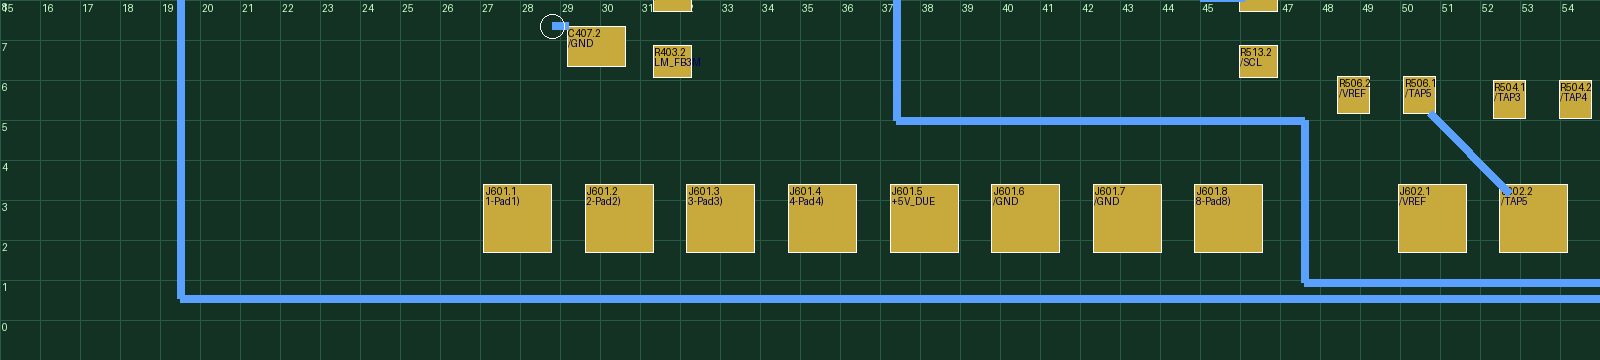 15 16 17 18 19 20 21 22 23 24 25 26 27 28 29 30 31 32 33 34 35 36 37 38 39 40 41 42 43 44 45 46 47 48 49 50 51 52 53 54
C407.2
/GND
R403.2
LM_FB3M
R513.2
/SCL
R506.2
/VREF
R506.1
/TAP5
R504.1
/TAP3
R504.2
/TAP4
7
6
5
4
3
2
1
0
J601.1
1-Pad1)
J601.2
2-Pad2)
J601.3
3-Pad3)
J601.4
4-Pad4)
J601.5
+5V_DUE
J601.6
/GND
J601.7
/GND
J601.8
8-Pad8)
J602.1
/VREF
J602.2
/TAP5